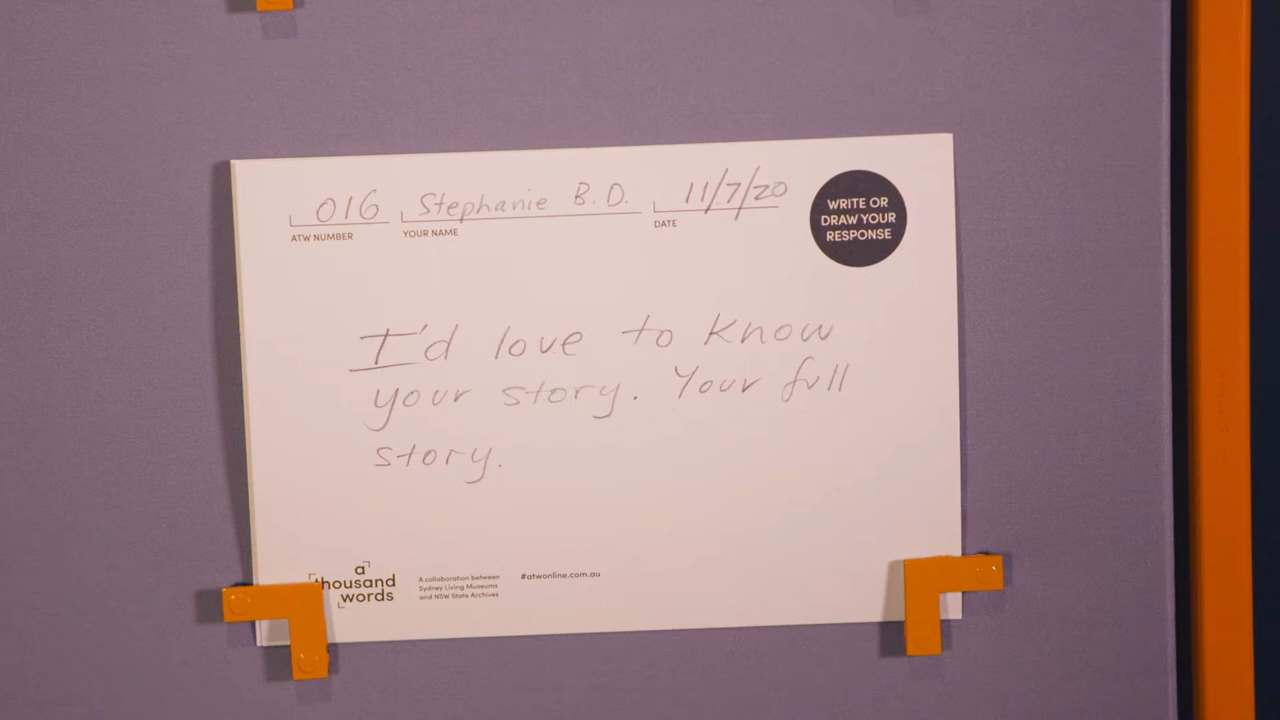 016 Stephanie B.D. 11/7/20
ATW NUMBER YOUR NAME DATE
WRITE OR
DRAW YOUR
RESPONSE
I'd love to know
your story. Your full
story.
a
thousand
words
A collaboration between
Sydney Living Museums
and NSW State Archives
#atwonline.com.au